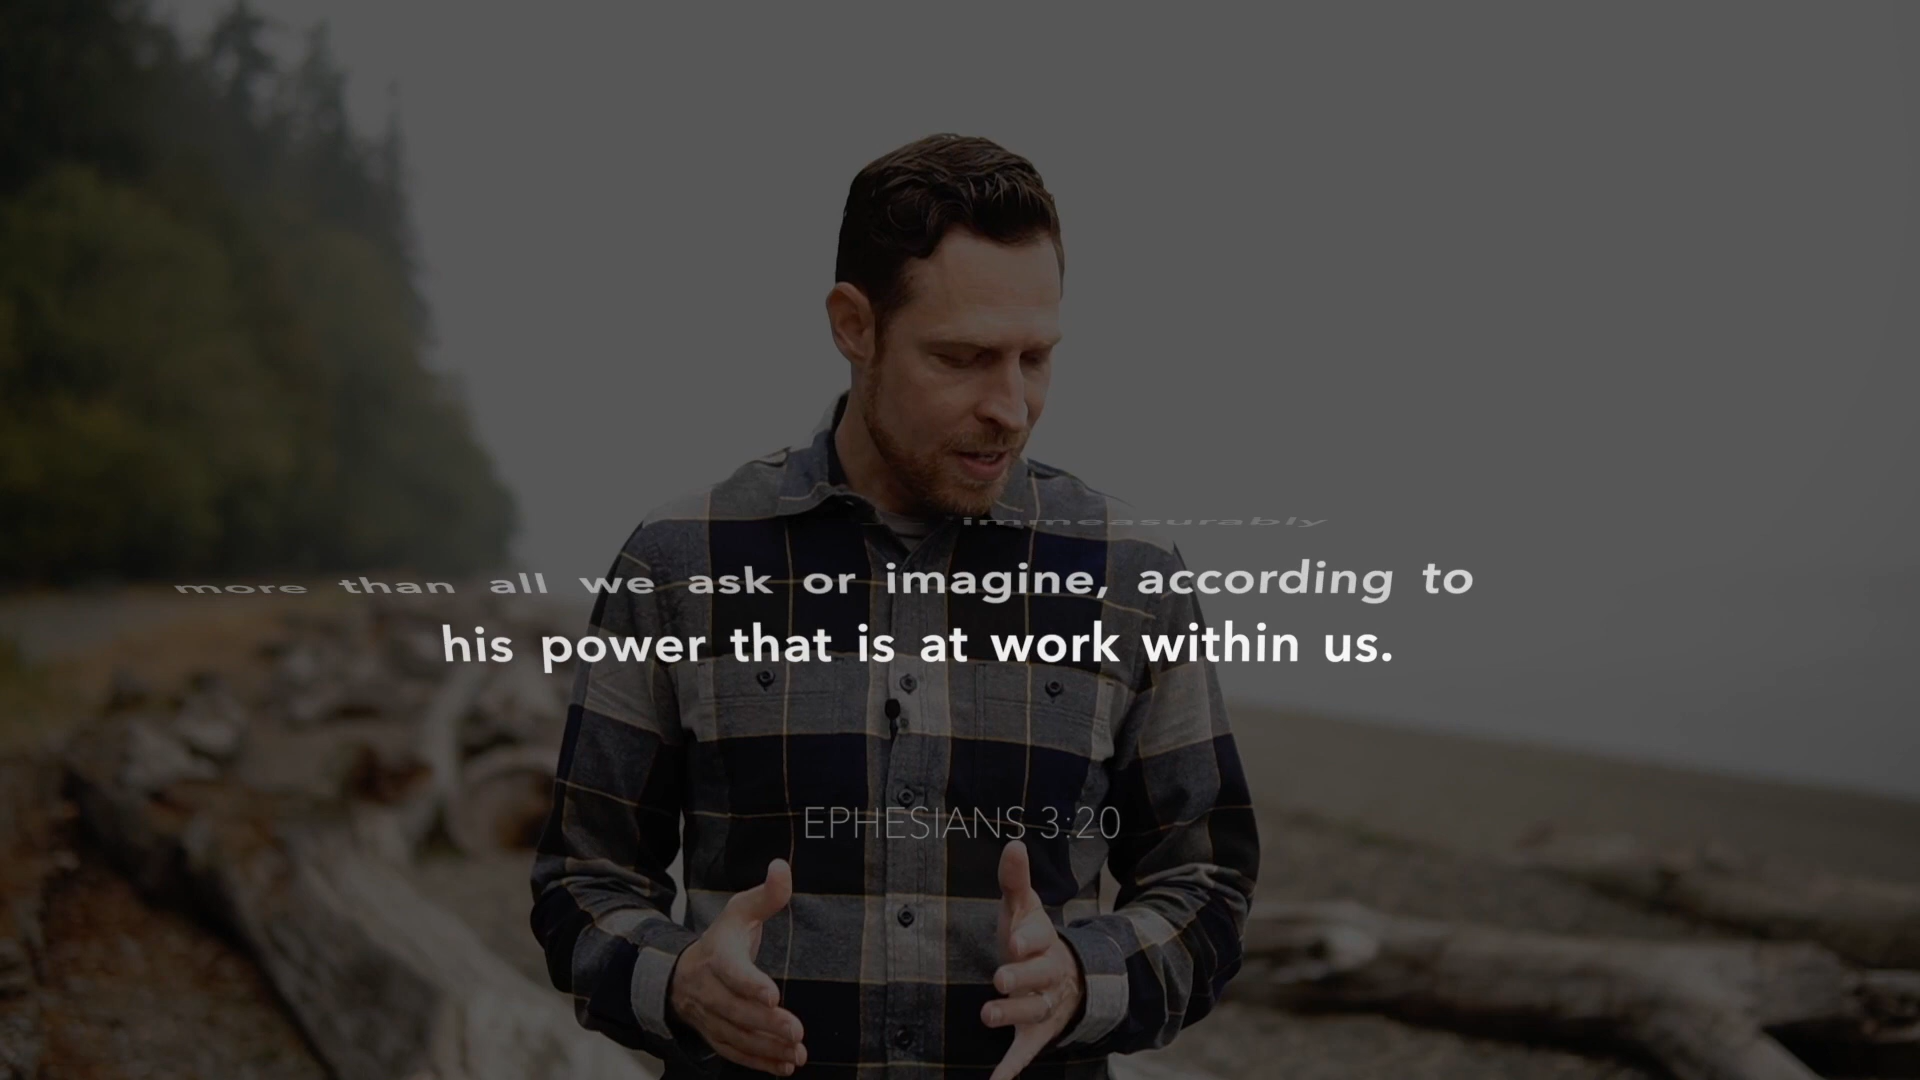 immeasurably
more than all we ask or imagine, according to
his power that is at work within us.
EPHESIANS 3:20